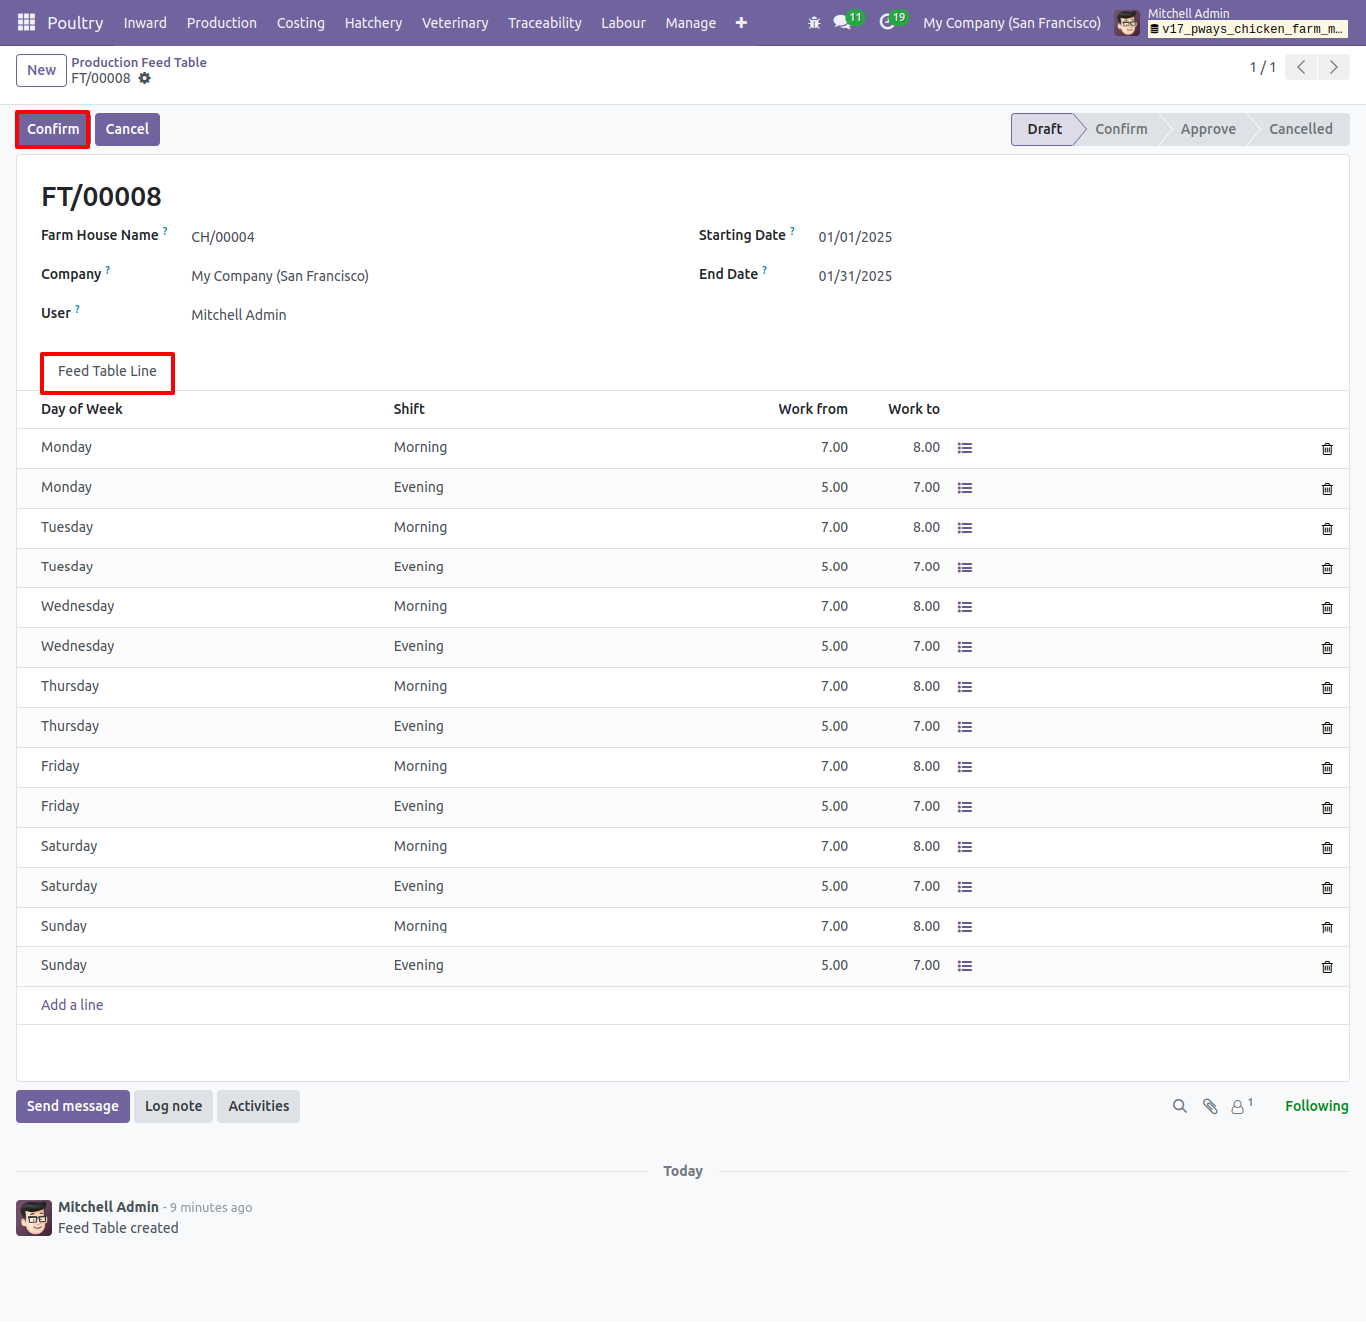 Poultry Inward Production Costing Hatchery Veterinary Traceability Labour Manage 11 19 My Company (San Francisco) Mitchell Admin
v17_pways_chicken_farm_m...
New Production Feed Table 1 / 1
FT/00008
Confirm Cancel Draft Confirm Approve Cancelled
FT/00008
Farm House Name ? CH/00004 Starting Date ? 01/01/2025
Company ? My Company (San Francisco) End Date ? 01/31/2025
User ? Mitchell Admin
Feed Table Line
Day of Week Shift Work from Work to
Monday Morning 7.00 8.00
Monday Evening 5.00 7.00
Tuesday Morning 7.00 8.00
Tuesday Evening 5.00 7.00
Wednesday Morning 7.00 8.00
Wednesday Evening 5.00 7.00
Thursday Morning 7.00 8.00
Thursday Evening 5.00 7.00
Friday Morning 7.00 8.00
Friday Evening 5.00 7.00
Saturday Morning 7.00 8.00
Saturday Evening 5.00 7.00
Sunday Morning 7.00 8.00
Sunday Evening 5.00 7.00
Add a line
Send message Log note Activities 1 Following
Today
Mitchell Admin - 9 minutes ago
Feed Table created